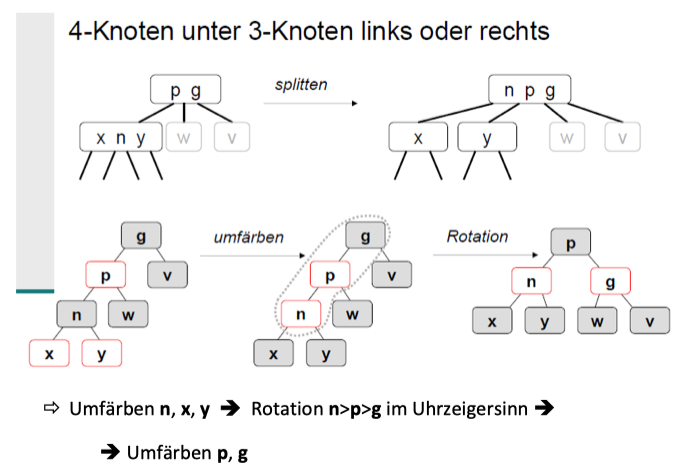 4-Knoten unter 3-Knoten links oder rechts
p g
splitten
n p g
x n y
w
v
x
y
w
v
g
umfärben
g
Rotation
p
p
v
p
v
n
g
n
w
n
w
x
y
w
v
x
y
x
y
⇨ Umfärben n, x, y ➔ Rotation n>p>g im Uhrzeigersinn ➔
➔ Umfärben p, g